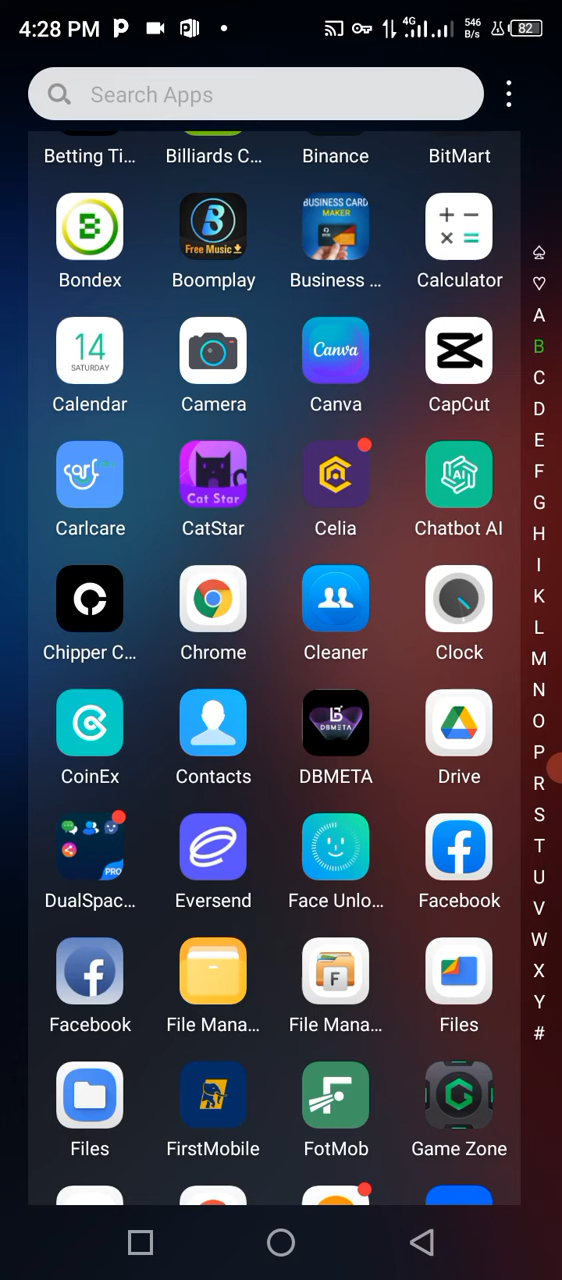 4:28 PM
4G
546
B/s
82
Search Apps
Betting Ti...
Billiards C...
Binance
BitMart
BUSINESS CARD
MAKER
Free Music
Bondex
Boomplay
Business ...
Calculator
14
SATURDAY
Canva
Calendar
Camera
Canva
CapCut
carl
Cat Star
AI
Carlcare
CatStar
Celia
Chatbot AI
Chipper C...
Chrome
Cleaner
Clock
DBMETA
CoinEx
Contacts
DBMETA
Drive
PRO
DualSpac...
Eversend
Face Unlo...
Facebook
F
Facebook
File Mana...
File Mana...
Files
Files
FirstMobile
FotMob
Game Zone
A
B
C
D
E
F
G
H
I
K
L
M
N
O
P
R
S
T
U
V
W
X
Y
#